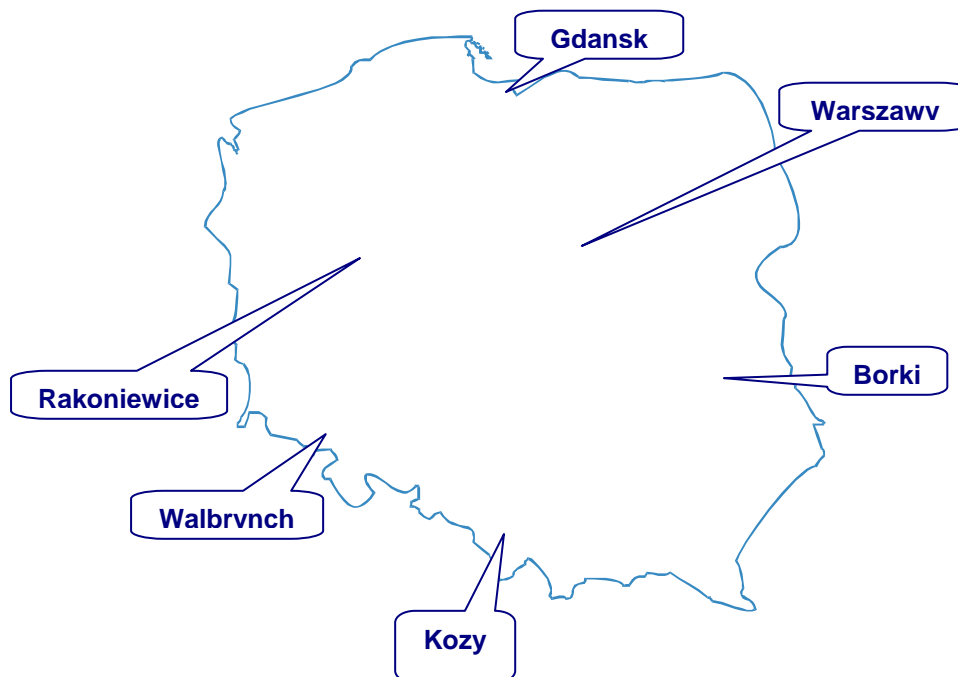 Gdansk
Warszawv
Borki
Rakoniewice
Walbrvnch
Kozy